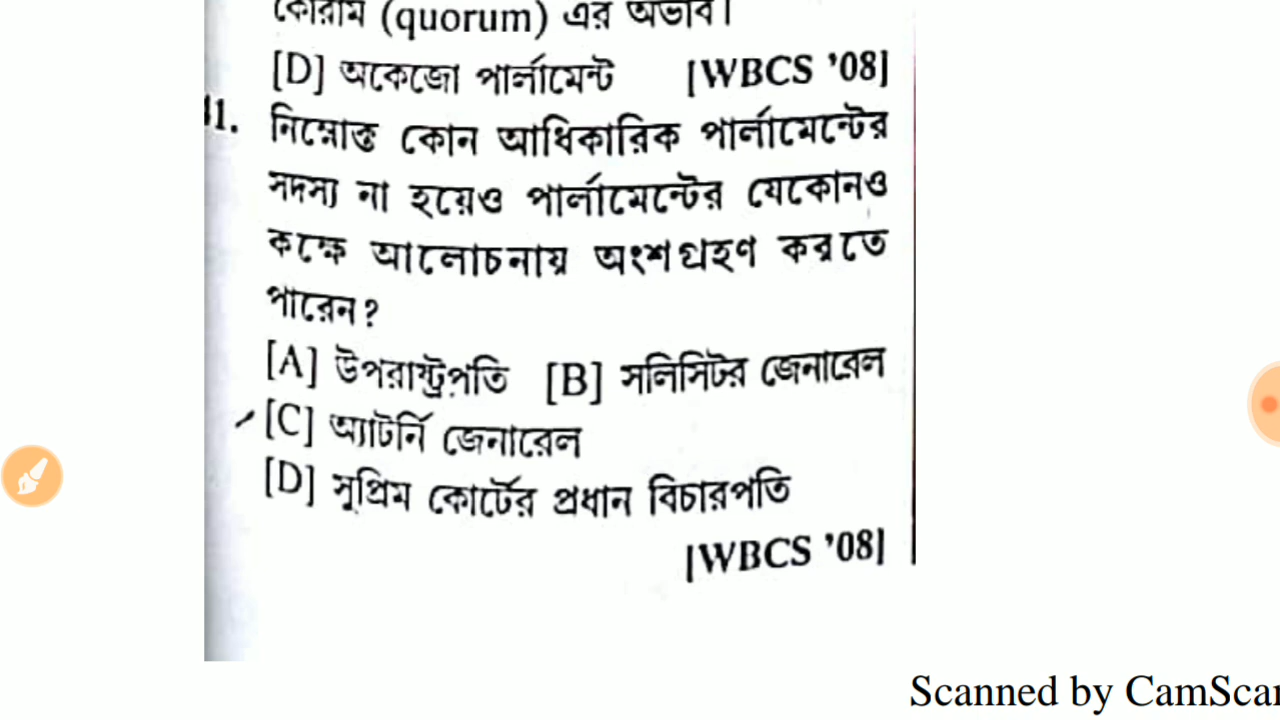 কোরাম (quorum) এর অভাব।
[D] অকেজো পার্লামেন্ট [WBCS ’08]
1. নিম্নোক্ত কোন আধিকারিক পার্লামেন্টের
সদস্য না হয়েও পার্লামেন্টের যেকোনও
কক্ষে আলোচনায় অংশগ্রহণ করতে
পারেন?
[A] উপরাষ্ট্রপতি [B] সলিসিটর জেনারেল
[C] অ্যাটর্নি জেনারেল
[D] সুপ্রিম কোর্টের প্রধান বিচারপতি
[WBCS ’08]
Scanned by